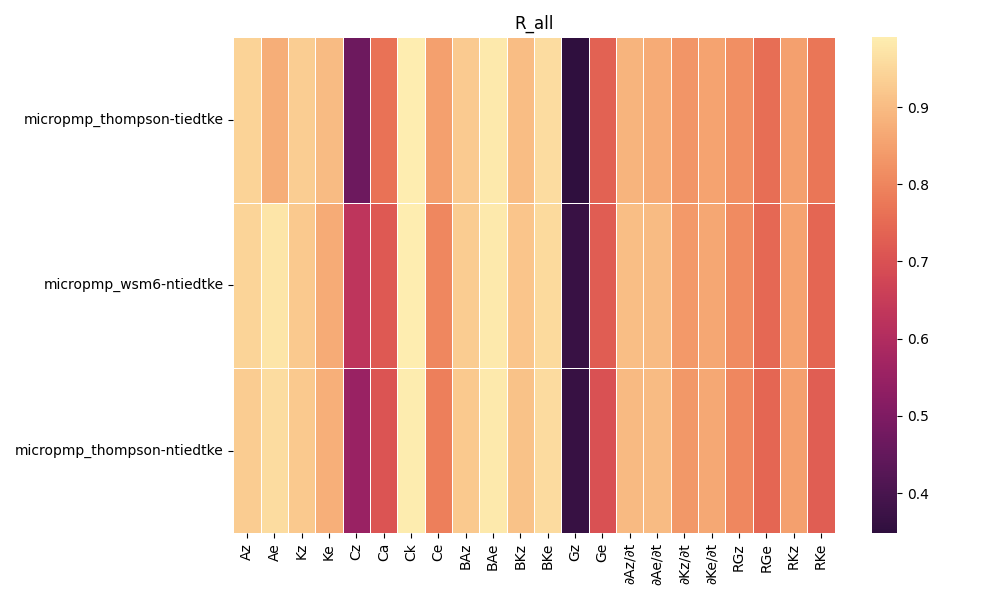 R_all
micropmp_thompson-tiedtke
micropmp_wsm6-ntiedtke
micropmp_thompson-ntiedtke
Az Ae Kz Ke Cz Ca Ck Ce BAz BAe BKz BKe Gz Ge ∂Az/∂t ∂Ae/∂t ∂Kz/∂t ∂Ke/∂t RGz RGe RKz RKe
0.9
0.8
0.7
0.6
0.5
0.4